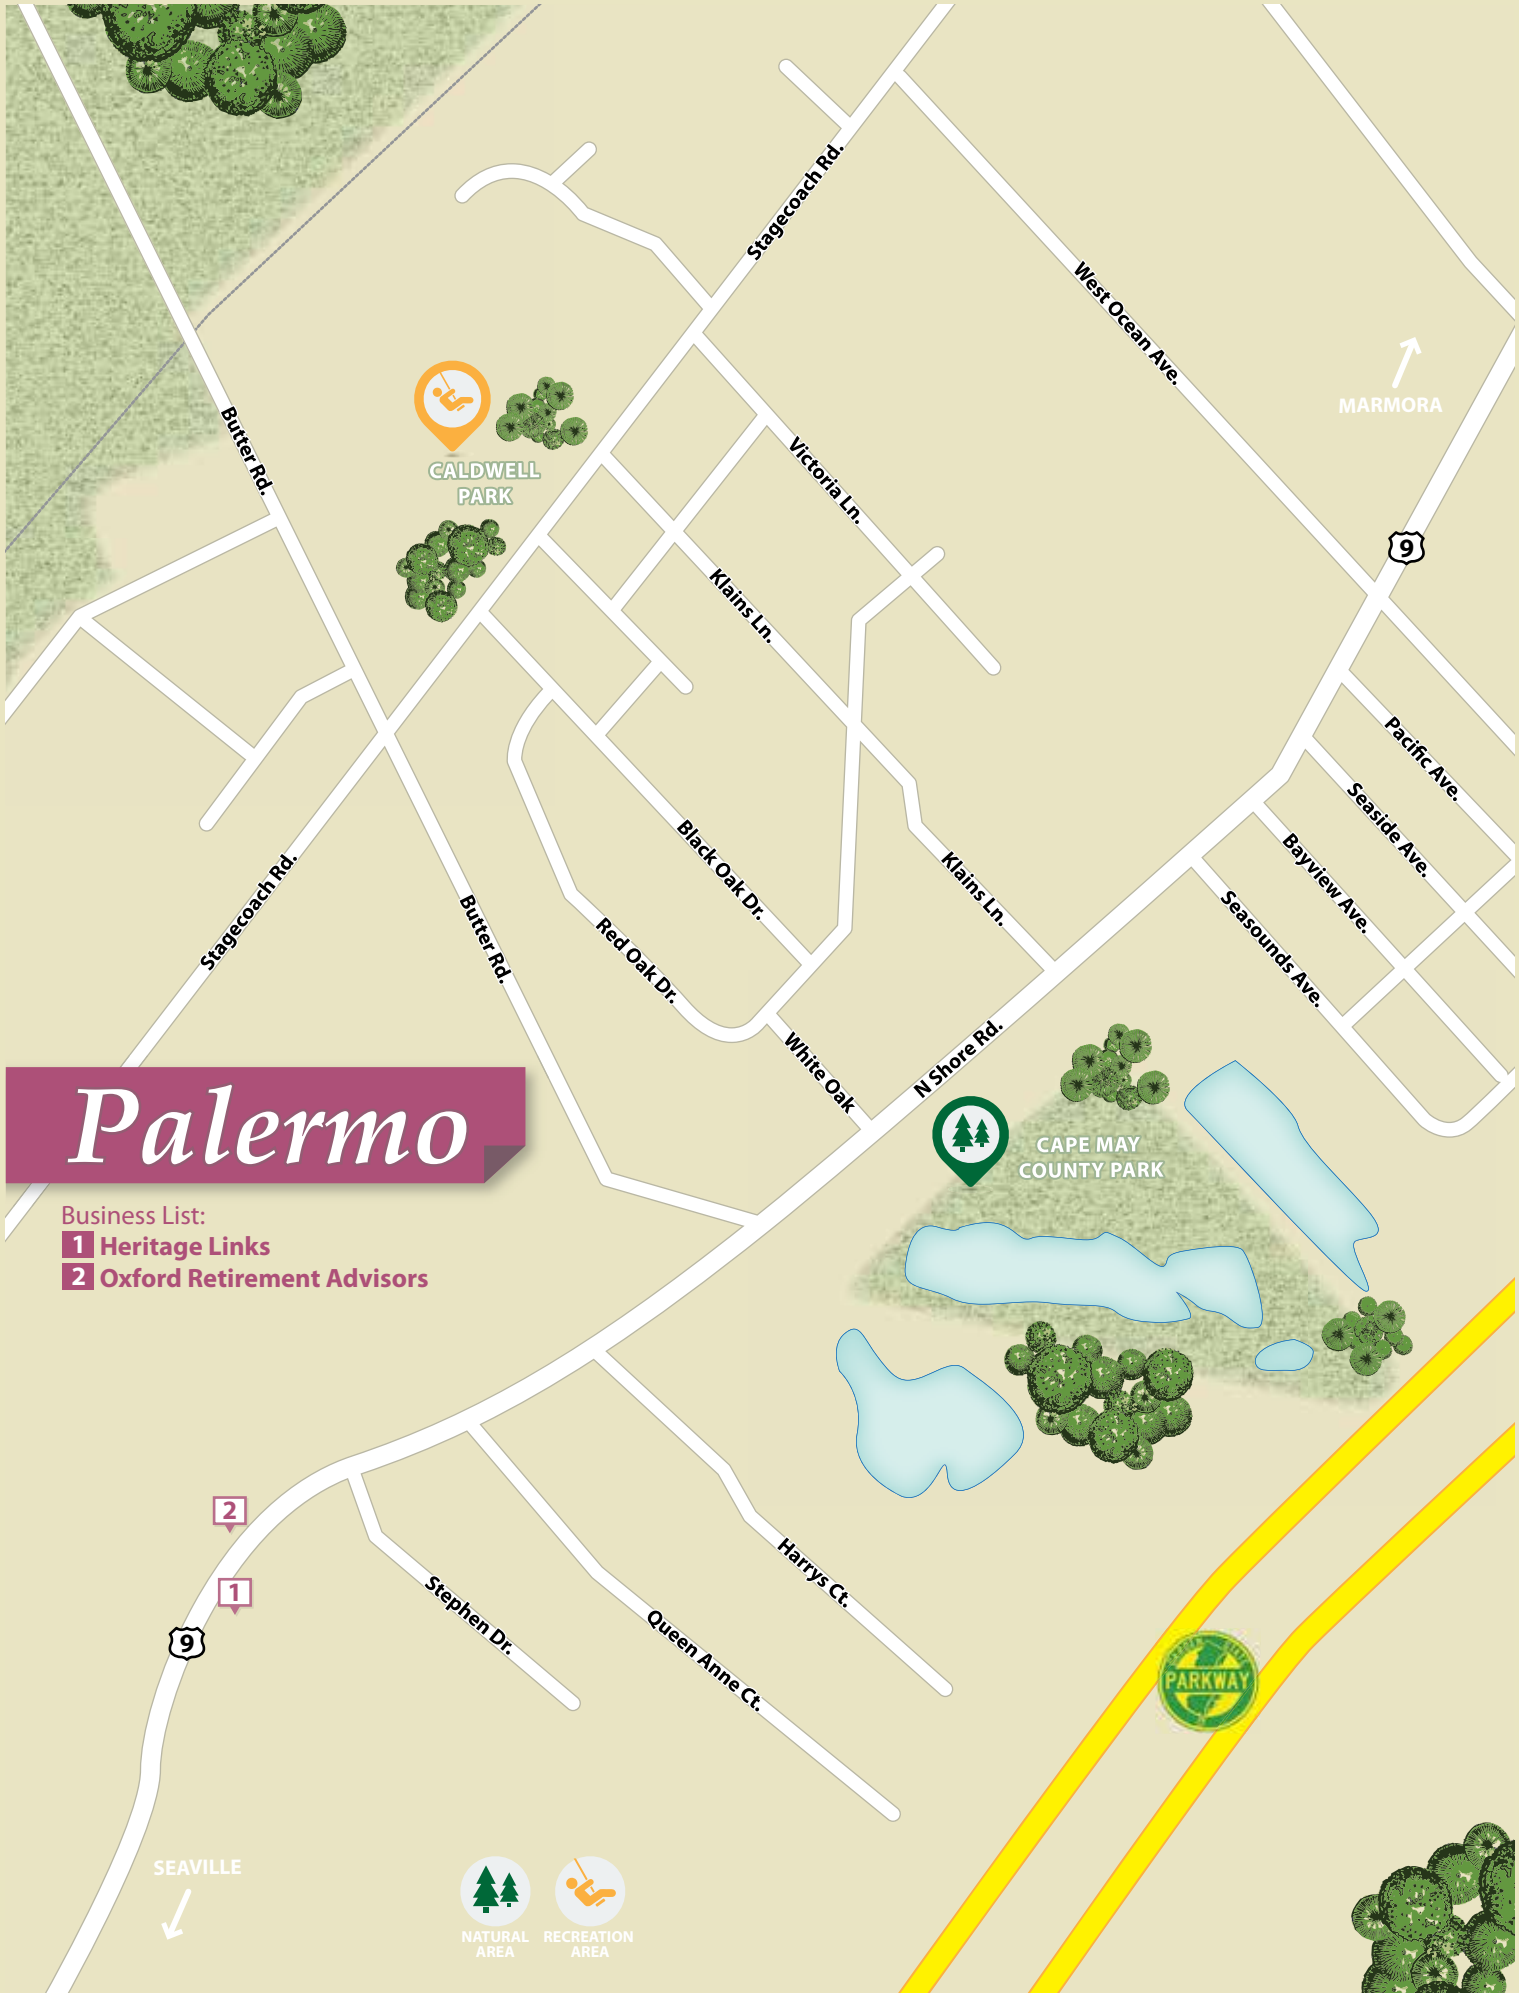 Stagecoach Rd.
West Ocean Ave.
MARMORA
Butter Rd.
CALDWELL
PARK
Victoria Ln.
9
Klains Ln.
Pacific Ave.
Seaside Ave.
Bayview Ave.
Black Oak Dr.
Klains Ln.
Stagecoach Rd.
Butter Rd.
Red Oak Dr.
Seasounds Ave.
White Oak
N Shore Rd.
Palermo
CAPE MAY
COUNTY PARK
Business List:
1 Heritage Links
2 Oxford Retirement Advisors
2
1
9
Harrys Ct.
Stephen Dr.
Queen Anne Ct.
GARDEN STATE
PARKWAY
SEAVILLE
NATURAL
AREA
RECREATION
AREA